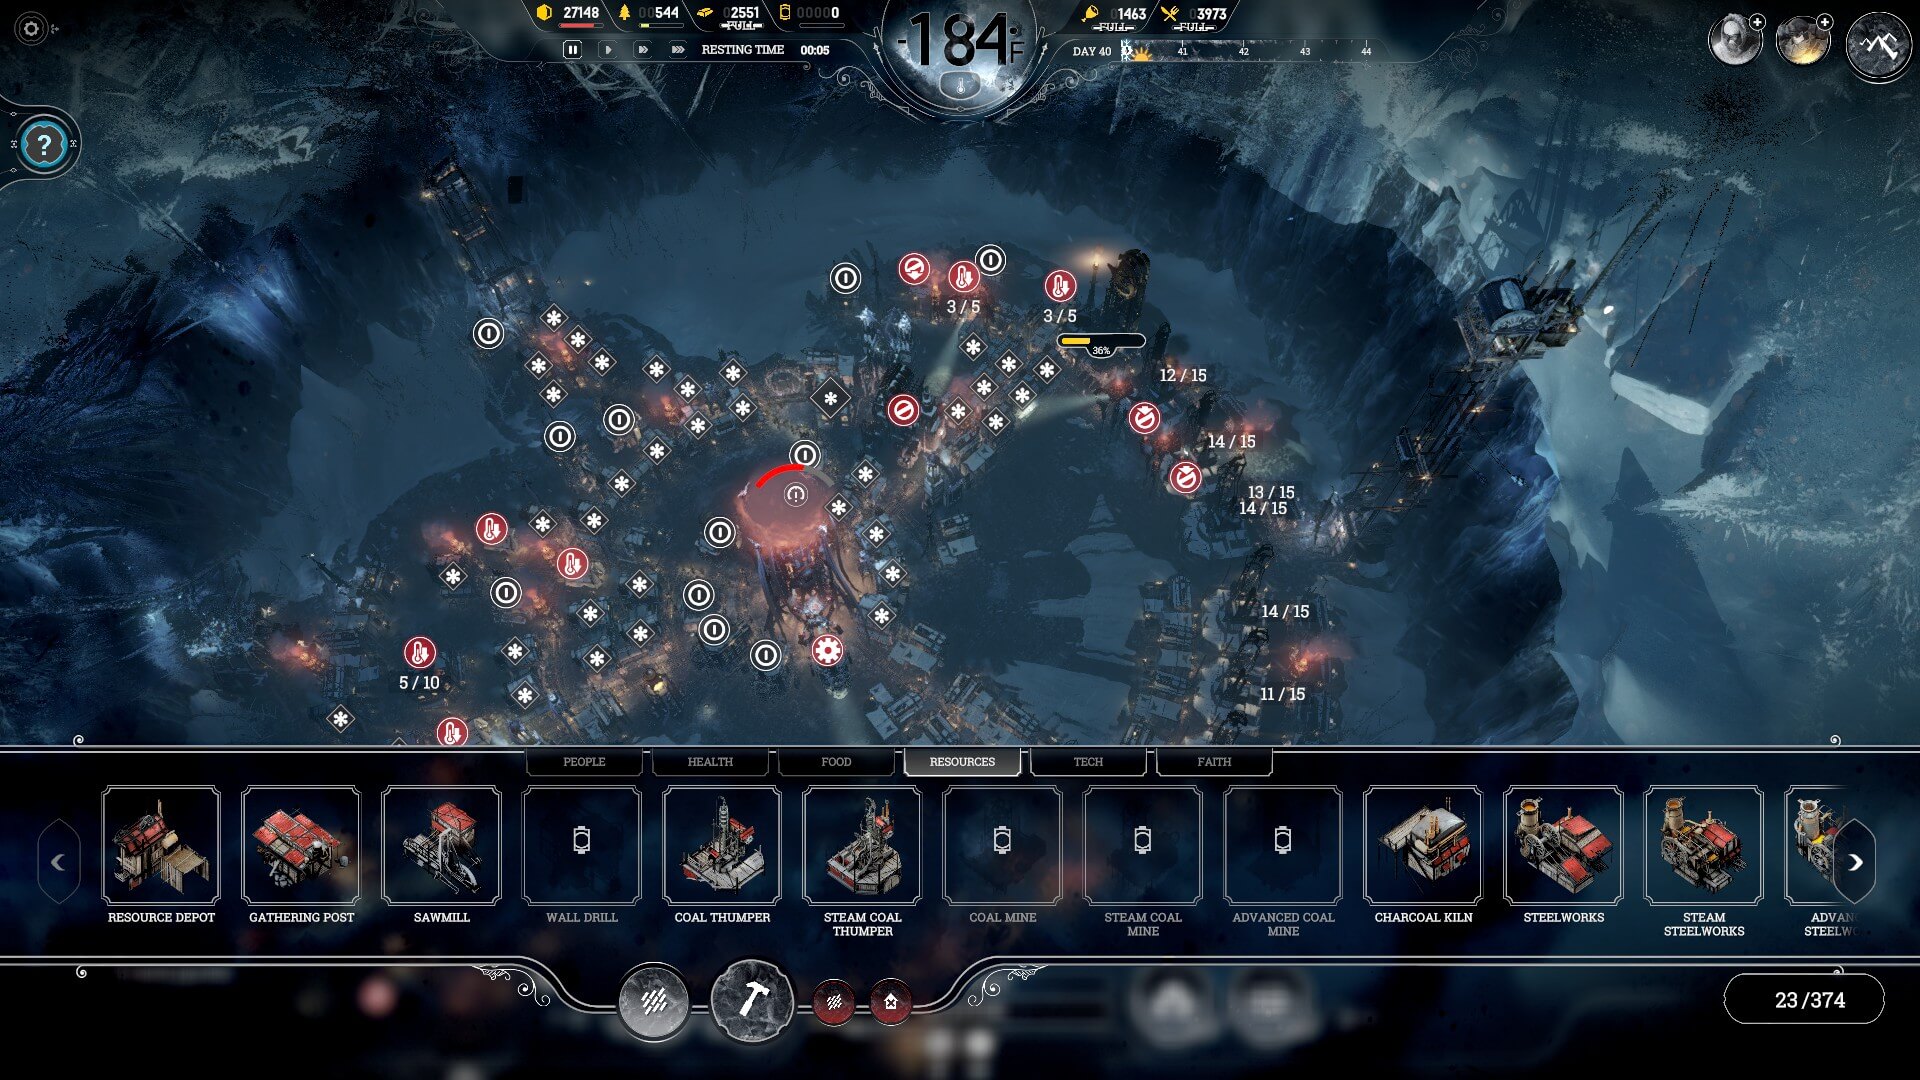 27148
00544
02551
00000
FULL
RESTING TIME 00:05
-184°F
01463
03973
FULL
FULL
DAY 40
41 42 43 44
?
3 / 5
3 / 5
36%
12 / 15
14 / 15
13 / 15
14 / 15
14 / 15
5 / 10
11 / 15
PEOPLE
HEALTH
FOOD
RESOURCES
TECH
FAITH
RESOURCE DEPOT
GATHERING POST
SAWMILL
WALL DRILL
COAL THUMPER
STEAM COAL
THUMPER
COAL MINE
STEAM COAL
MINE
ADVANCED COAL
MINE
CHARCOAL KILN
STEELWORKS
STEAM
STEELWORKS
ADVAN
STEELWO
23/374